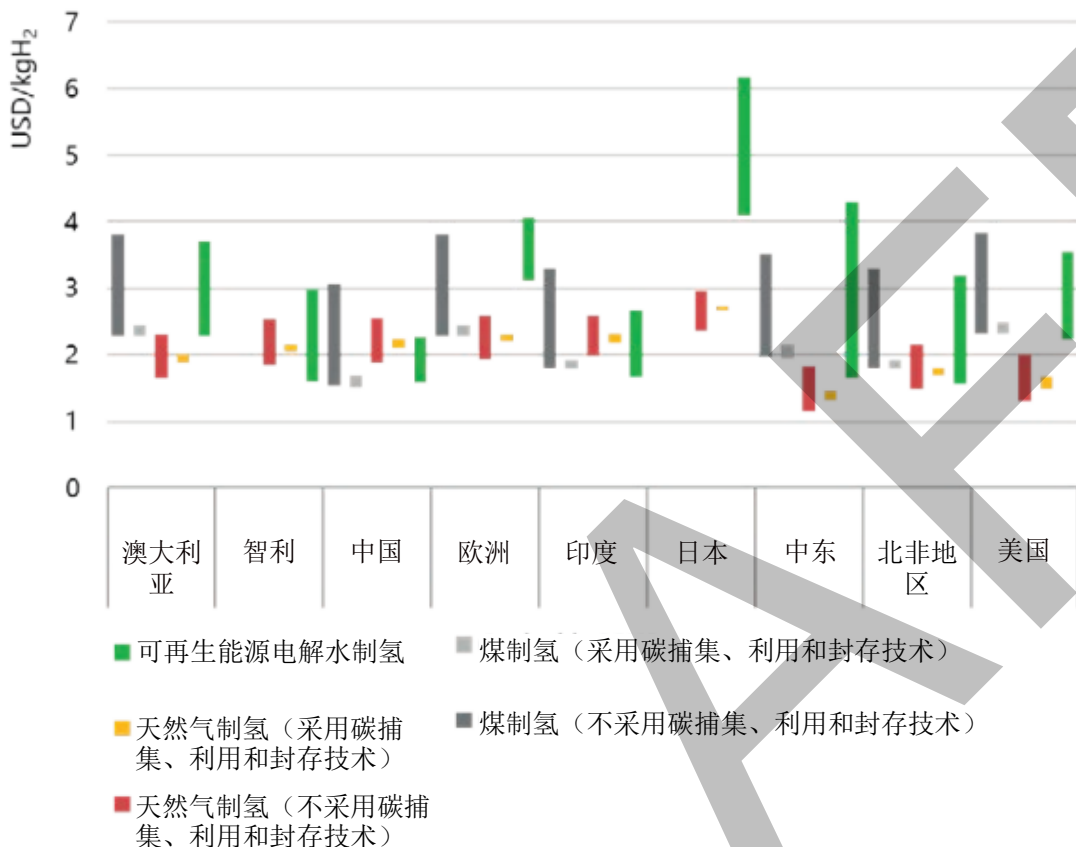 USD/kgH₂
7
6
5
4
3
2
1
0
澳大利
亚
智利
中国
欧洲
印度
日本
中东
北非地
区
美国
可再生能源电解水制氢
煤制氢（采用碳捕集、利用和封存技术）
天然气制氢（采用碳捕
集、利用和封存技术）
煤制氢（不采用碳捕集、利用和封存技术）
天然气制氢（不采用碳捕
集、利用和封存技术）